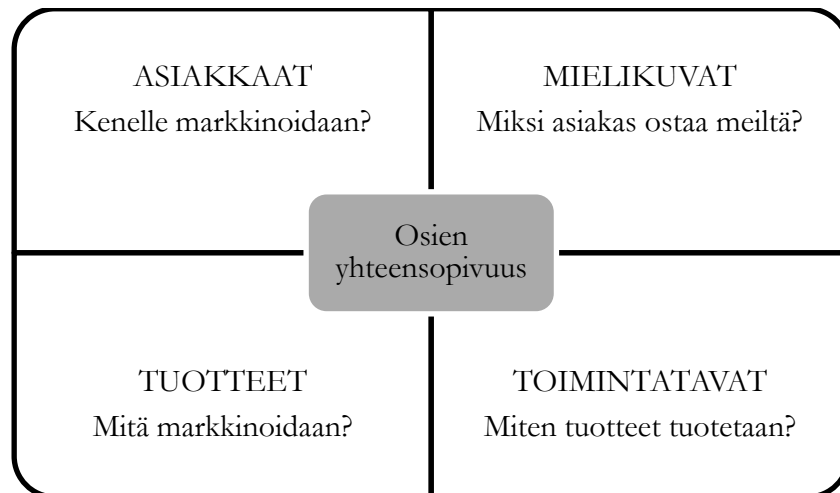 ASIAKKAAT
Kenelle markkinoidaan?
MIELIKUVAT
Miksi asiakas ostaa meiltä?
Osien
yhteensopivuus
TUOTTEET
Mitä markkinoidaan?
TOIMINTATAVAT
Miten tuotteet tuotetaan?